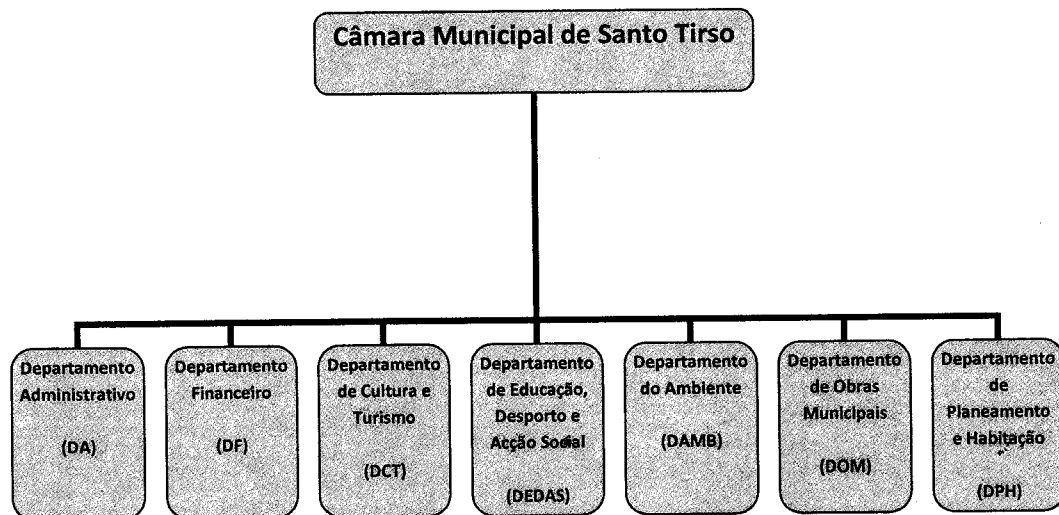 Câmara Municipal de Santo Tirso
Departamento
Administrativo
(DA)
Departamento
Financeiro
(DF)
Departamento
de Cultura e
Turismo
(DCT)
Departamento
de Educação,
Desporto e
Acção Social
(DEDAS)
Departamento
do Ambiente
(DAMB)
Departamento
de Obras
Municipais
(DOM)
Departamento
de
Planeamento
e Habitação
(DPH)